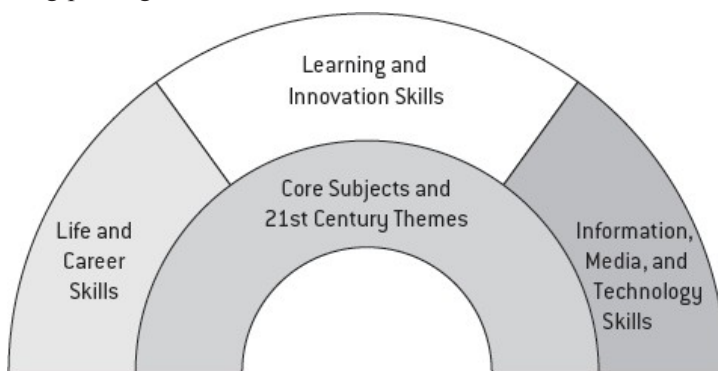 Learning and
Innovation Skills
Core Subjects and
21st Century Themes
Life and
Career
Skills
Information,
Media, and
Technology
Skills